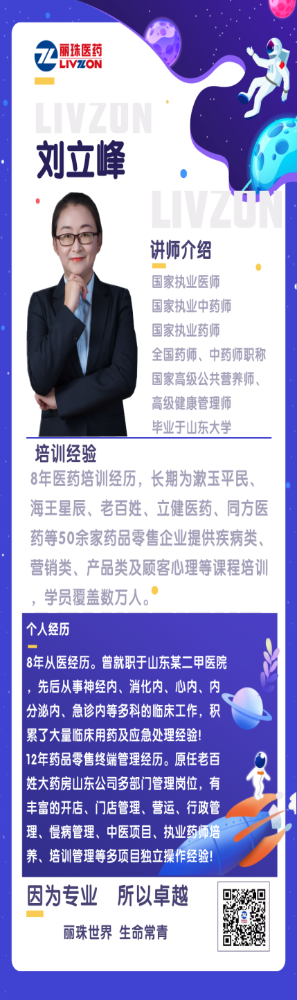 丽珠医药
LIVZON
LIVZON
刘立峰
LIVZON
讲师介绍
国家执业医师
国家执业中药师
国家执业药师
全国药师、中药师职称
国家高级公共营养师、
高级健康管理师
毕业于山东大学
培训经验
8年医药培训经历，长期为漱玉平民、
海王星辰、老百姓、立健医药、同方医
药等50余家药品零售企业提供疾病类、
营销类、产品类及顾客心理等课程培训
，学员覆盖数万人。
个人经历
8年从医经历。曾就职于山东某二甲医院
，先后从事神经内、消化内、心内、内
分泌内、急诊内等多科的临床工作，积
累了大量临床用药及应急处理经验!
12年药品零售终端管理经历。原任老百
姓大药房山东公司多部门管理岗位，有
丰富的开店、门店管理、营运、行政管
理、慢病管理、中医项目、执业药师培
养、培训管理等多项目独立操作经验!
因为专业 所以卓越
丽珠世界 生命常青